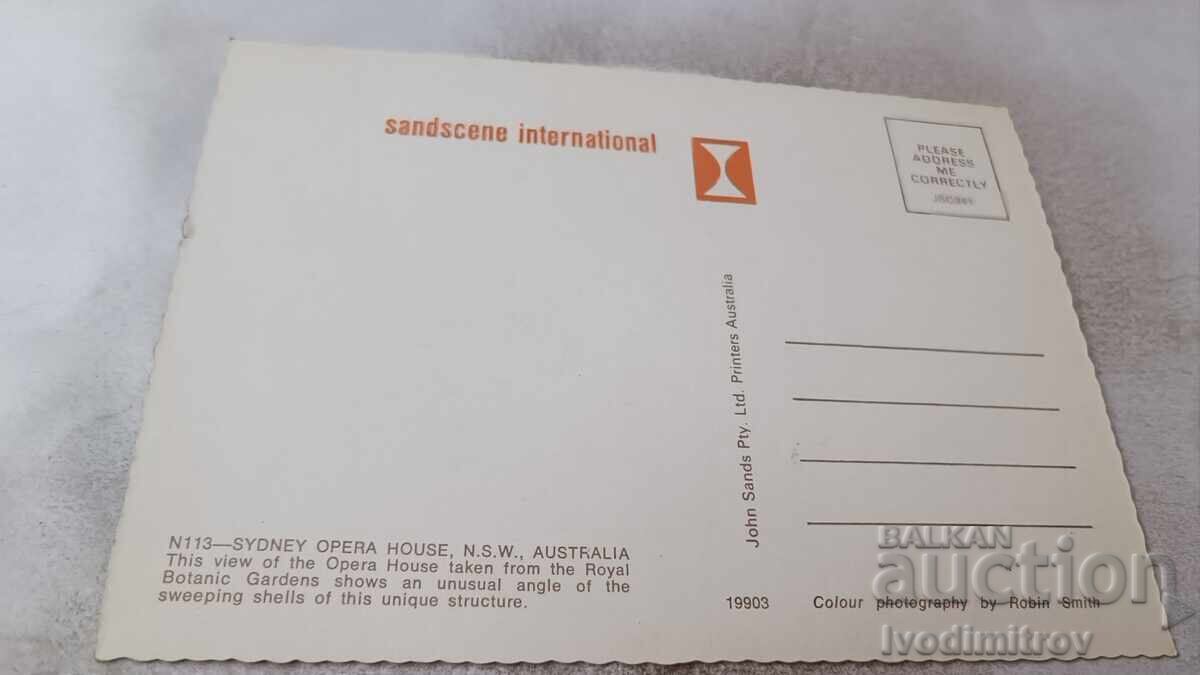 sandscene international
PLEASE
ADDRESS
ME
CORRECTLY
John Sands Pty. Ltd. Printers Australia
N113—SYDNEY OPERA HOUSE, N.S.W., AUSTRALIA
This view of the Opera House taken from the Royal
Botanic Gardens shows an unusual angle of the
sweeping shells of this unique structure.
19903 Colour photography by Robin Smith
BALKAN
auction
Ivodimitrov